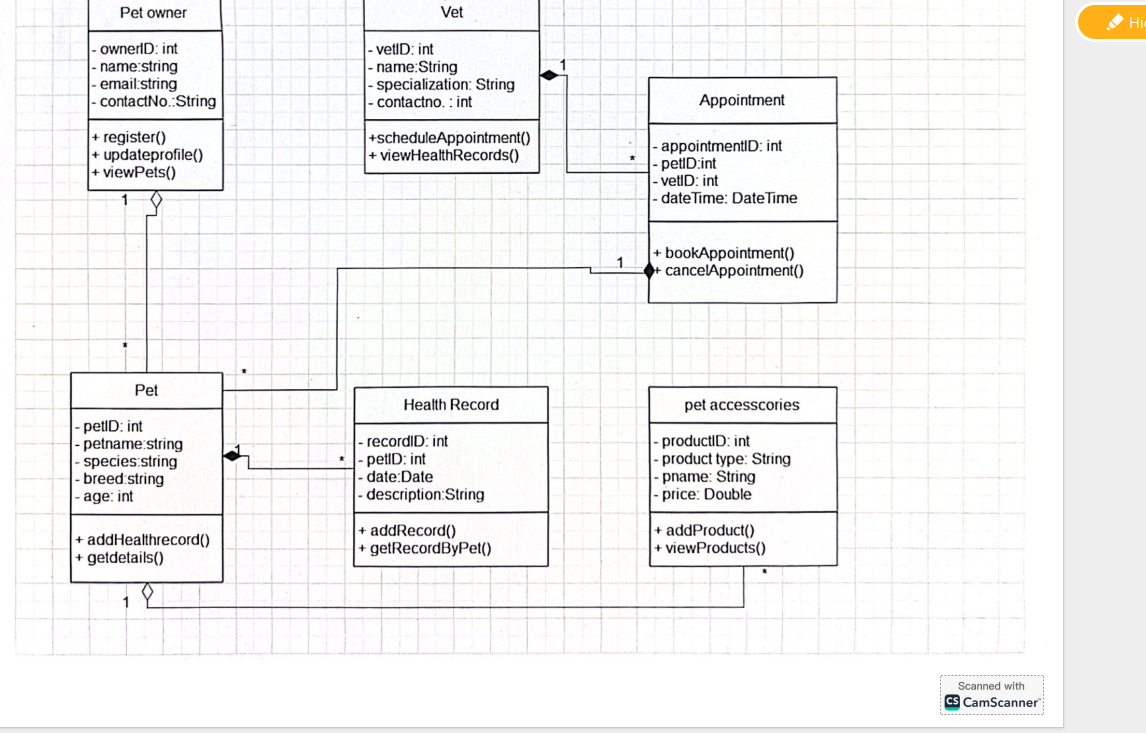 Pet owner
- ownerID: int
- name:string
- email:string
- contactNo.:String
+ register()
+ updateprofile()
+ viewPets()
1
*
Vet
- vetID: int
- name:String
- specialization: String
- contactno. : int
+scheduleAppointment()
+ viewHealthRecords()
1
*
Appointment
- appointmentID: int
- petID:int
- vetID: int
- dateTime: DateTime
+ bookAppointment()
+ cancelAppointment()
1
*
Pet
- petID: int
- petname:string
- species:string
- breed:string
- age: int
+ addHealthrecord()
+ getdetails()
1
*
Health Record
- recordID: int
- petID: int
- date:Date
- description:String
+ addRecord()
+ getRecordByPet()
pet accesscories
- productID: int
- product type: String
- pname: String
- price: Double
+ addProduct()
+ viewProducts()
*
1
Scanned with
CS CamScanner